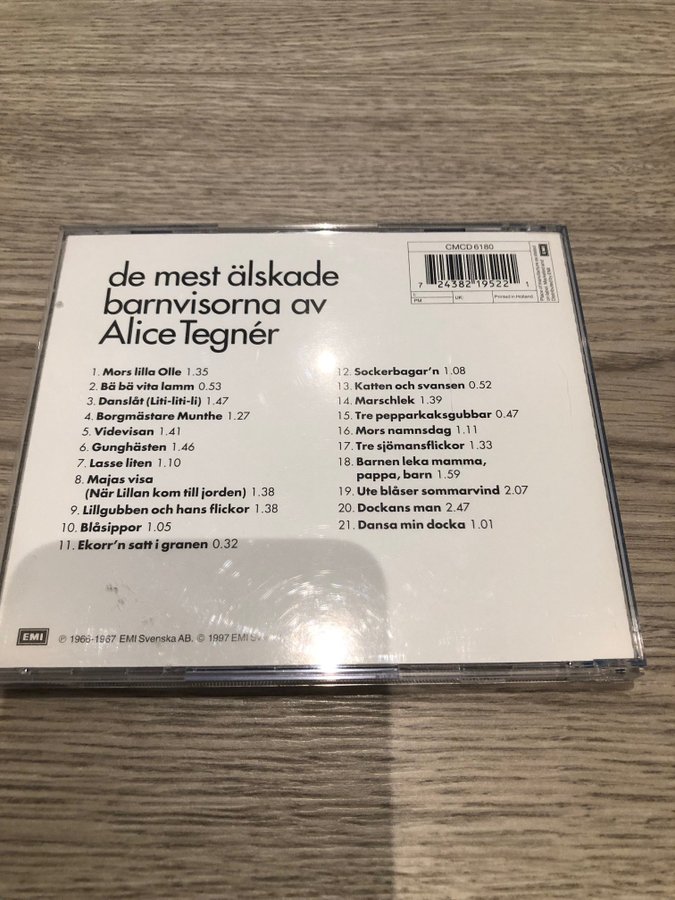 CMCD 6180
7 24382 19522 1
PM
UK:
Printed in Holland.
EMI
de mest älskade
barnvisorna av
Alice Tegnér
1. Mors lilla Olle 1.35
2. Bä bä vita lamm 0.53
3. Danslåt (Liti-liti-li) 1.47
4. Borgmästare Munthe 1.27
5. Videvisan 1.41
6. Gunghästen 1.46
7. Lasse liten 1.10
8. Majas visa
(När Lillan kom till jorden) 1.38
9. Lillgubben och hans flickor 1.38
10. Blåsippor 1.05
11. Ekorr'n satt i granen 0.32
12. Sockerbagar'n 1.08
13. Katten och svansen 0.52
14. Marschlek 1.39
15. Tre pepparkaksgubbar 0.47
16. Mors namnsdag 1.11
17. Tre sjömansflickor 1.33
18. Barnen leka mamma,
pappa, barn 1.59
19. Ute blåser sommarvind 2.07
20. Dockans man 2.47
21. Dansa min docka 1.01
EMI ℗ 1966-1967 EMI Svenska AB. © 1997 EMI